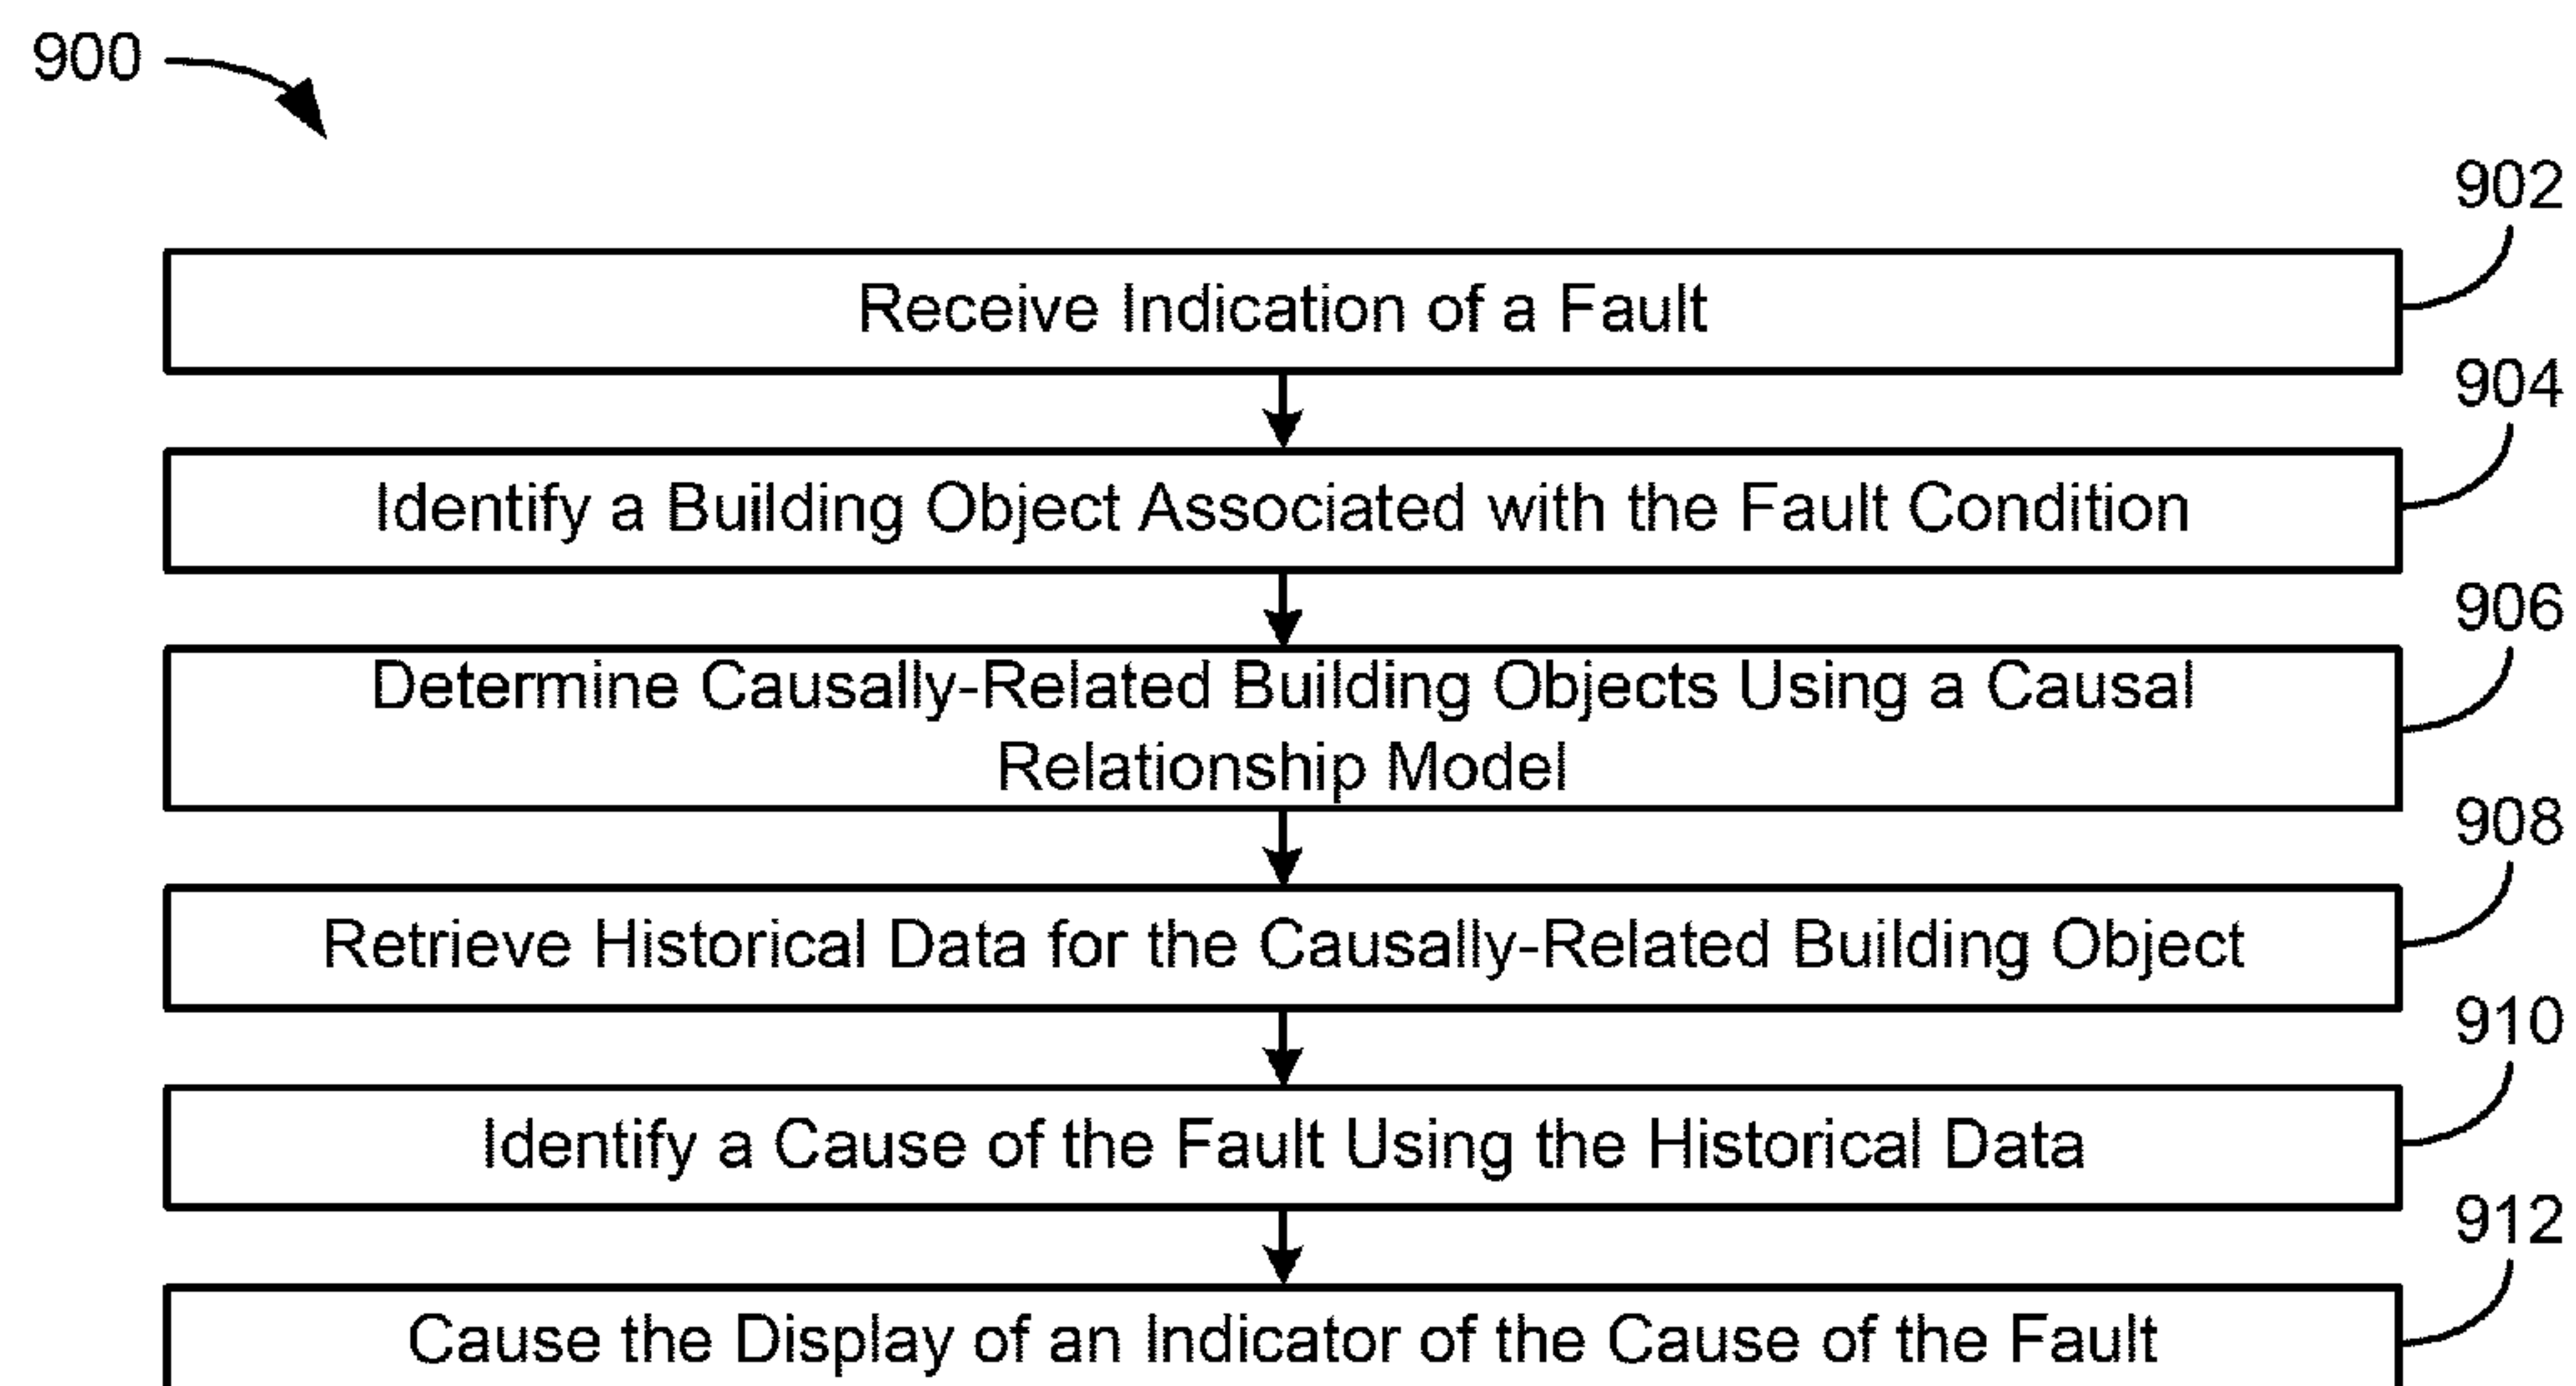 900
902
Receive Indication of a Fault
904
Identify a Building Object Associated with the Fault Condition
906
Determine Causally-Related Building Objects Using a Causal
Relationship Model
908
Retrieve Historical Data for the Causally-Related Building Object
910
Identify a Cause of the Fault Using the Historical Data
912
Cause the Display of an Indicator of the Cause of the Fault